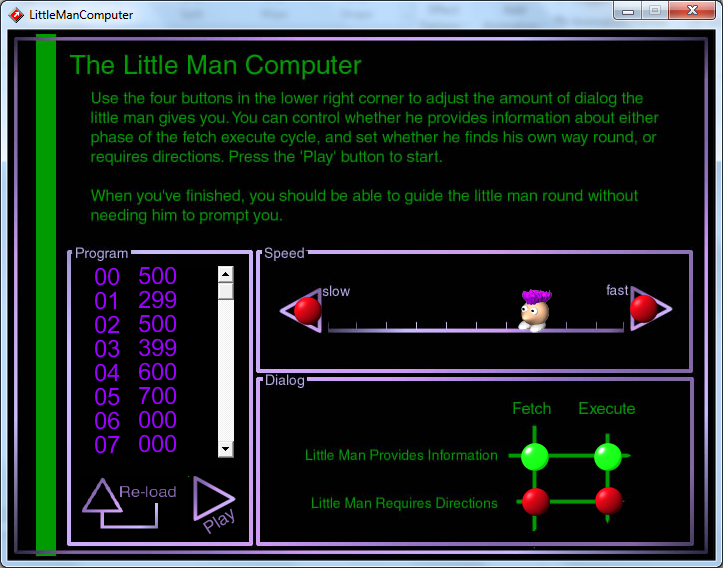 LittleManComputer
The Little Man Computer
Use the four buttons in the lower right corner to adjust the amount of dialog the
little man gives you. You can control whether he provides information about either
phase of the fetch execute cycle, and set whether he finds his own way round, or
requires directions. Press the 'Play' button to start.
When you've finished, you should be able to guide the little man round without
needing him to prompt you.
Program
00 500
01 299
02 500
03 399
04 600
05 700
06 000
07 000
Re-load
Play
Speed
slow
fast
Dialog
Fetch Execute
Little Man Provides Information
Little Man Requires Directions